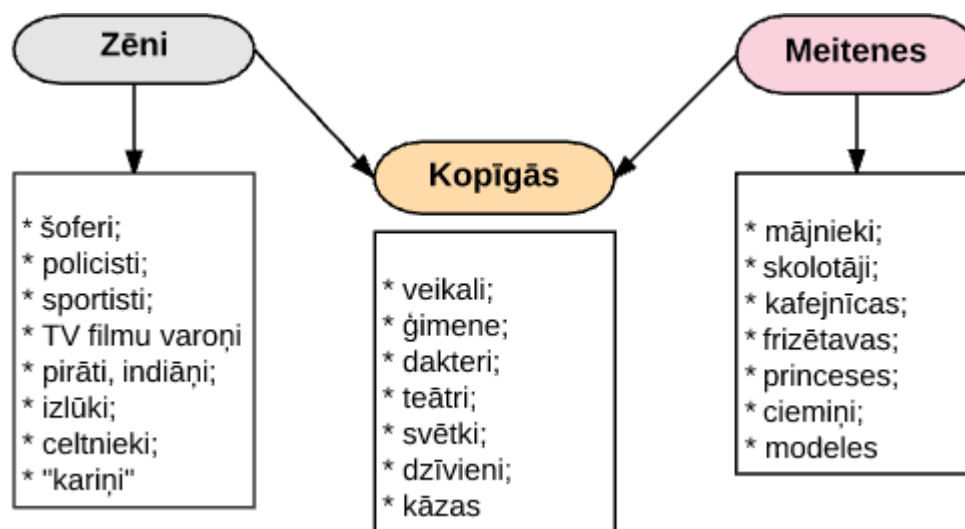 Zēni
* šoferi;
* policisti;
* sportisti;
* TV filmu varoņi
* pirāti, indiāņi;
* izlūki;
* celtnieki;
* "kariņi"
Kopīgās
* veikali;
* ģimene;
* dakteri;
* teātri;
* svētki;
* dzīvieni;
* kāzas
Meitenes
* mājnieki;
* skolotāji;
* kafejnīcas;
* frizētavas;
* princeses;
* ciemiņi;
* modeles